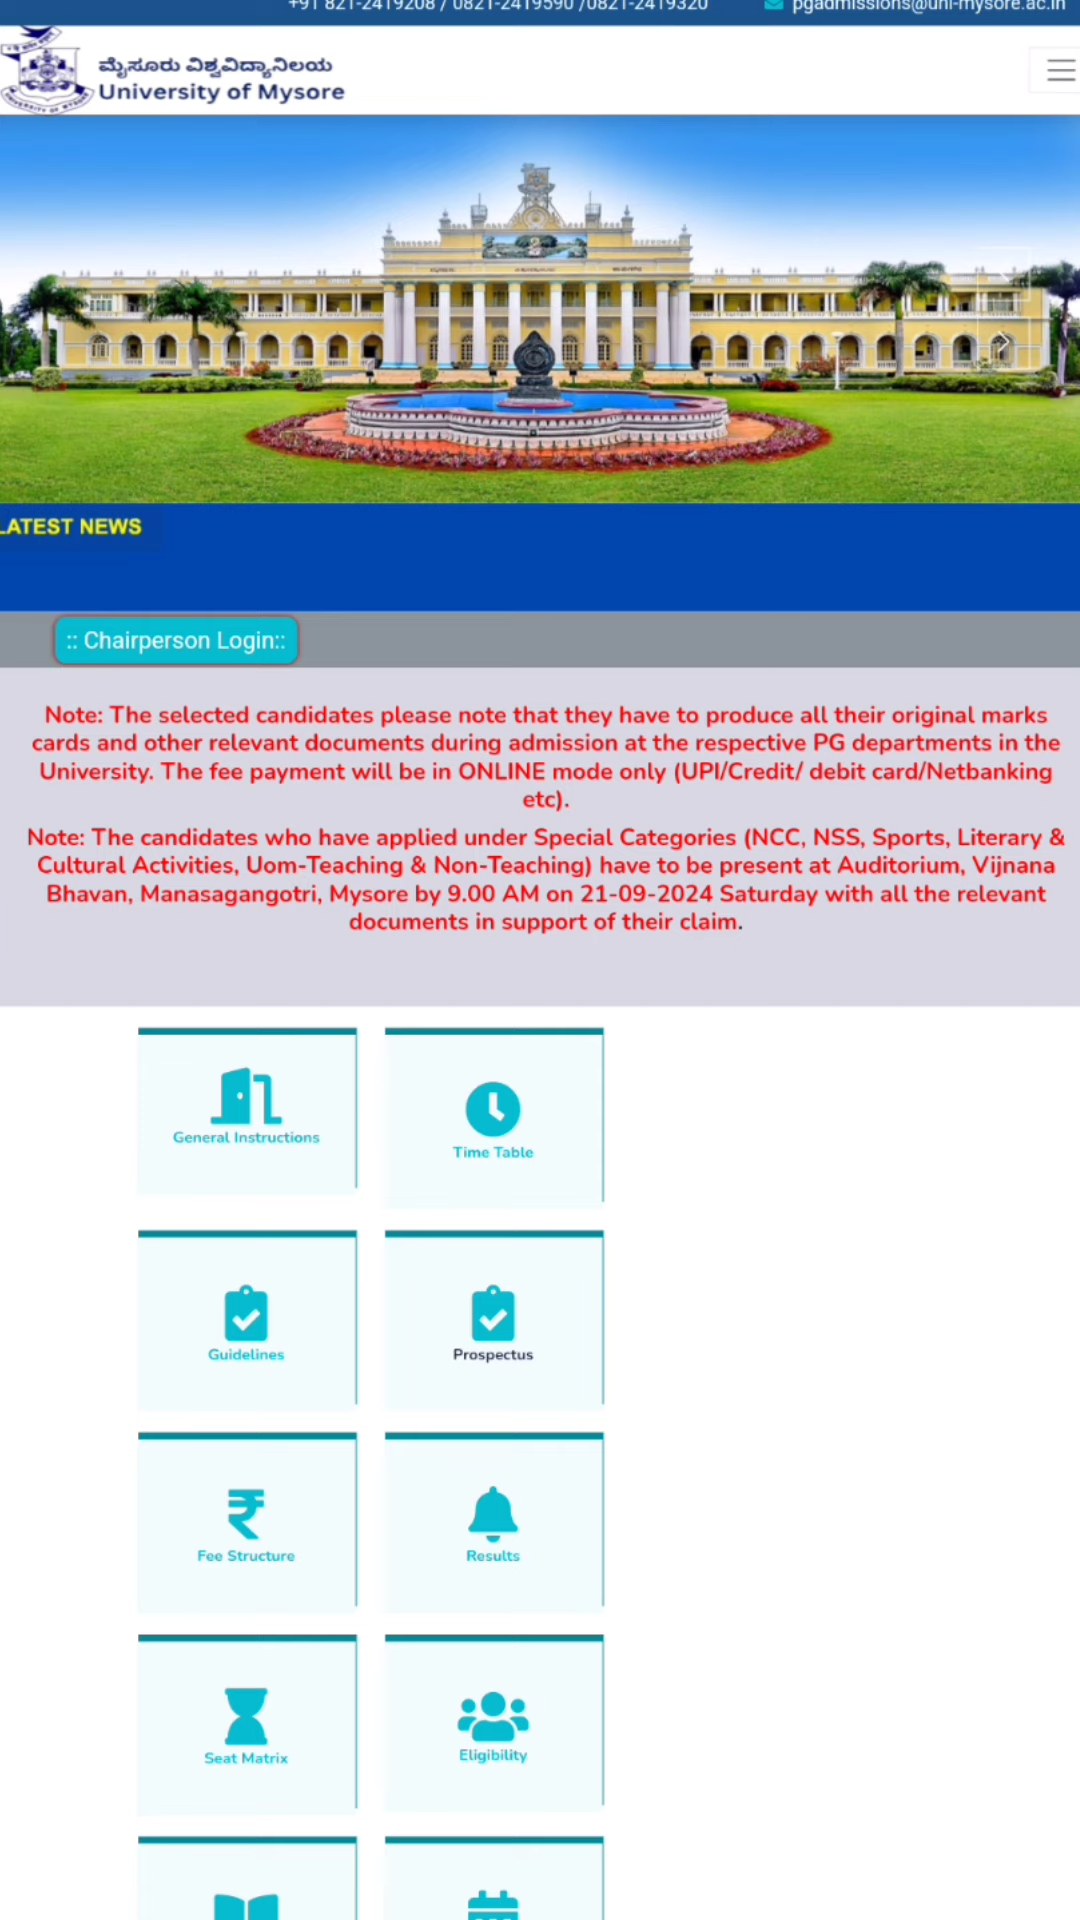 +91 821-2419208 / 0821-2419590 /0821-2419320 pgadmissions@uni-mysore.ac.in
ಮೈಸೂರು ವಿಶ್ವವಿದ್ಯಾನಿಲಯ
University of Mysore
LATEST NEWS
:: Chairperson Login::
Note: The selected candidates please note that they have to produce all their original marks
cards and other relevant documents during admission at the respective PG departments in the
University. The fee payment will be in ONLINE mode only (UPI/Credit/ debit card/Netbanking
etc).
Note: The candidates who have applied under Special Categories (NCC, NSS, Sports, Literary &
Cultural Activities, Uom-Teaching & Non-Teaching) have to be present at Auditorium, Vijnana
Bhavan, Manasagangotri, Mysore by 9.00 AM on 21-09-2024 Saturday with all the relevant
documents in support of their claim.
General Instructions
Time Table
Guidelines
Prospectus
Fee Structure
Results
Seat Matrix
Eligibility